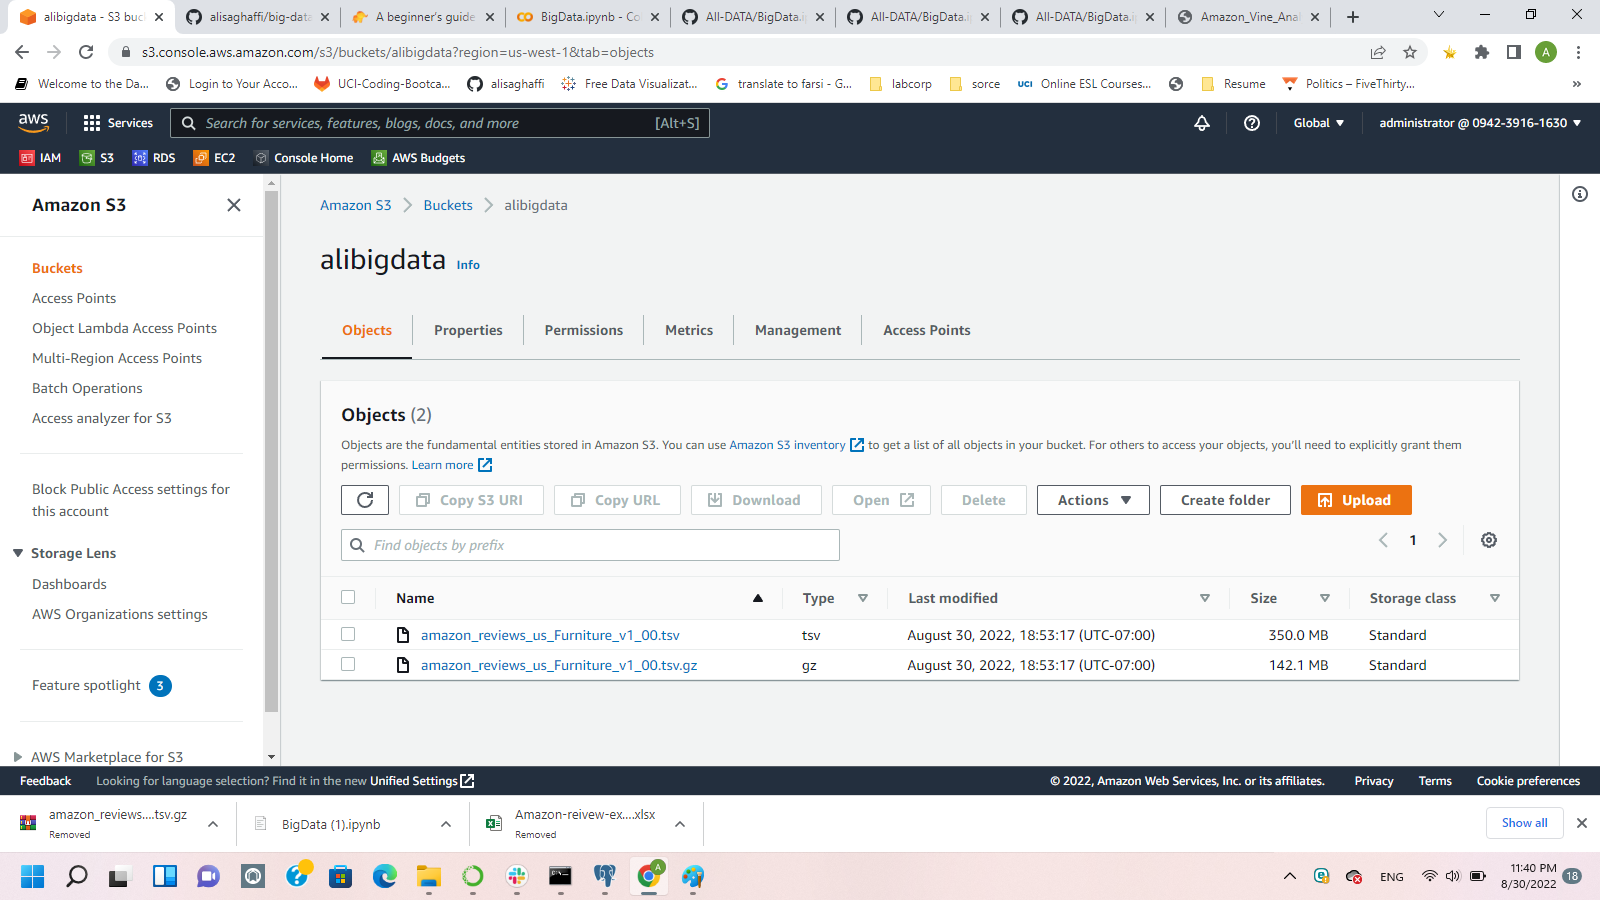 alibigdata - S3 buc
alisaghaffi/big-data
A beginner's guide
BigData.ipynb - Co
All-DATA/BigData.i
All-DATA/BigData.i
All-DATA/BigData.i
Amazon_Vine_Anal
s3.console.aws.amazon.com/s3/buckets/alibigdata?region=us-west-1&tab=objects
A
Welcome to the Da...
Login to Your Acco...
UCI-Coding-Bootca...
alisaghaffi
Free Data Visualizat...
translate to farsi - G...
labcorp
sorce
UCI Online ESL Courses...
Resume
Politics – FiveThirty...
»
aws
Services
Search for services, features, blogs, docs, and more [Alt+S]
Global
administrator @ 0942-3916-1630
IAM
S3
RDS
EC2
Console Home
AWS Budgets
Amazon S3
Buckets
Access Points
Object Lambda Access Points
Multi-Region Access Points
Batch Operations
Access analyzer for S3
Block Public Access settings for
this account
Storage Lens
Dashboards
AWS Organizations settings
Feature spotlight 3
AWS Marketplace for S3
Amazon S3 > Buckets > alibigdata
alibigdata Info
Objects
Properties
Permissions
Metrics
Management
Access Points
Objects (2)
Objects are the fundamental entities stored in Amazon S3. You can use Amazon S3 inventory to get a list of all objects in your bucket. For others to access your objects, you'll need to explicitly grant them
permissions. Learn more
Copy S3 URI
Copy URL
Download
Open
Delete
Actions
Create folder
Upload
Find objects by prefix
1
Name Type Last modified Size Storage class
amazon_reviews_us_Furniture_v1_00.tsv tsv August 30, 2022, 18:53:17 (UTC-07:00) 350.0 MB Standard
amazon_reviews_us_Furniture_v1_00.tsv.gz gz August 30, 2022, 18:53:17 (UTC-07:00) 142.1 MB Standard
Feedback
Looking for language selection? Find it in the new Unified Settings
© 2022, Amazon Web Services, Inc. or its affiliates.
Privacy
Terms
Cookie preferences
amazon_reviews....tsv.gz
Removed
BigData (1).ipynb
Amazon-reivew-ex....xlsx
Removed
Show all
A
ENG
11:40 PM
8/30/2022
18